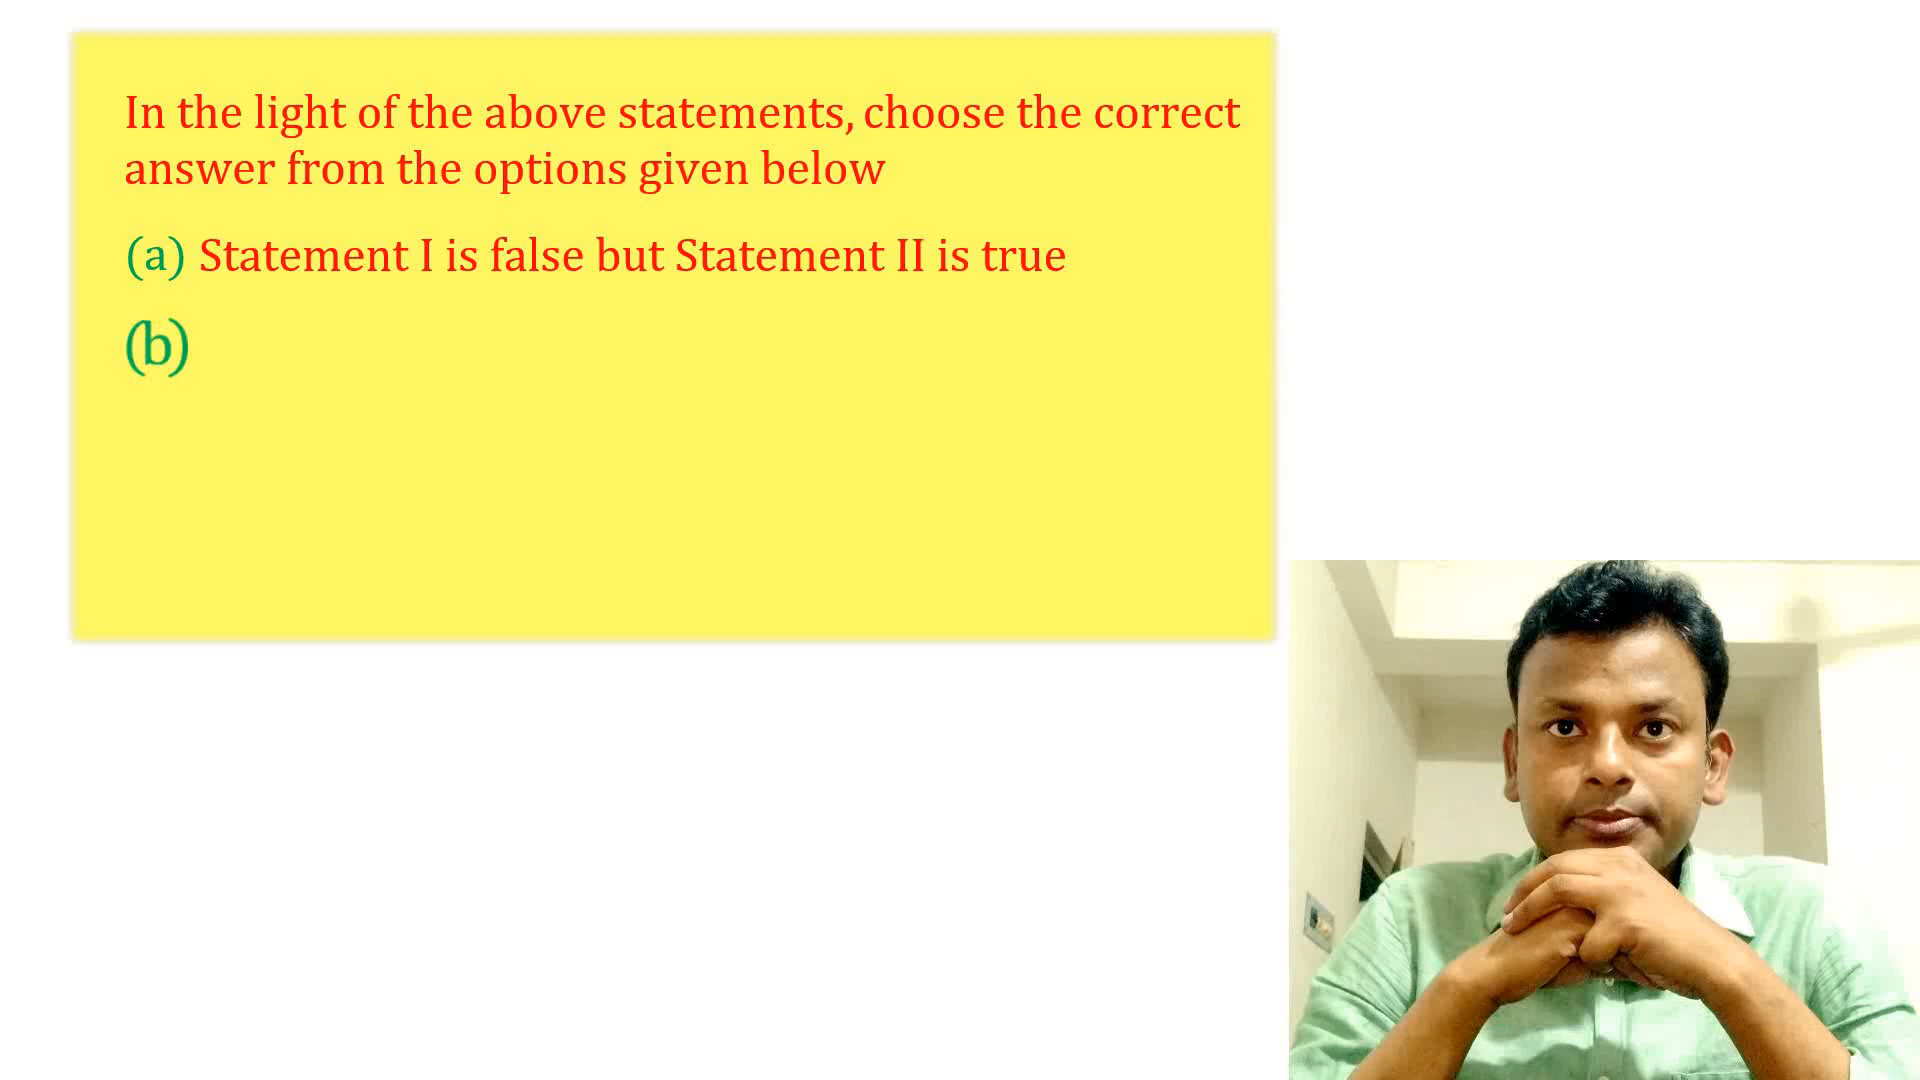 In the light of the above statements, choose the correct
answer from the options given below
(a) Statement I is false but Statement II is true
(b)